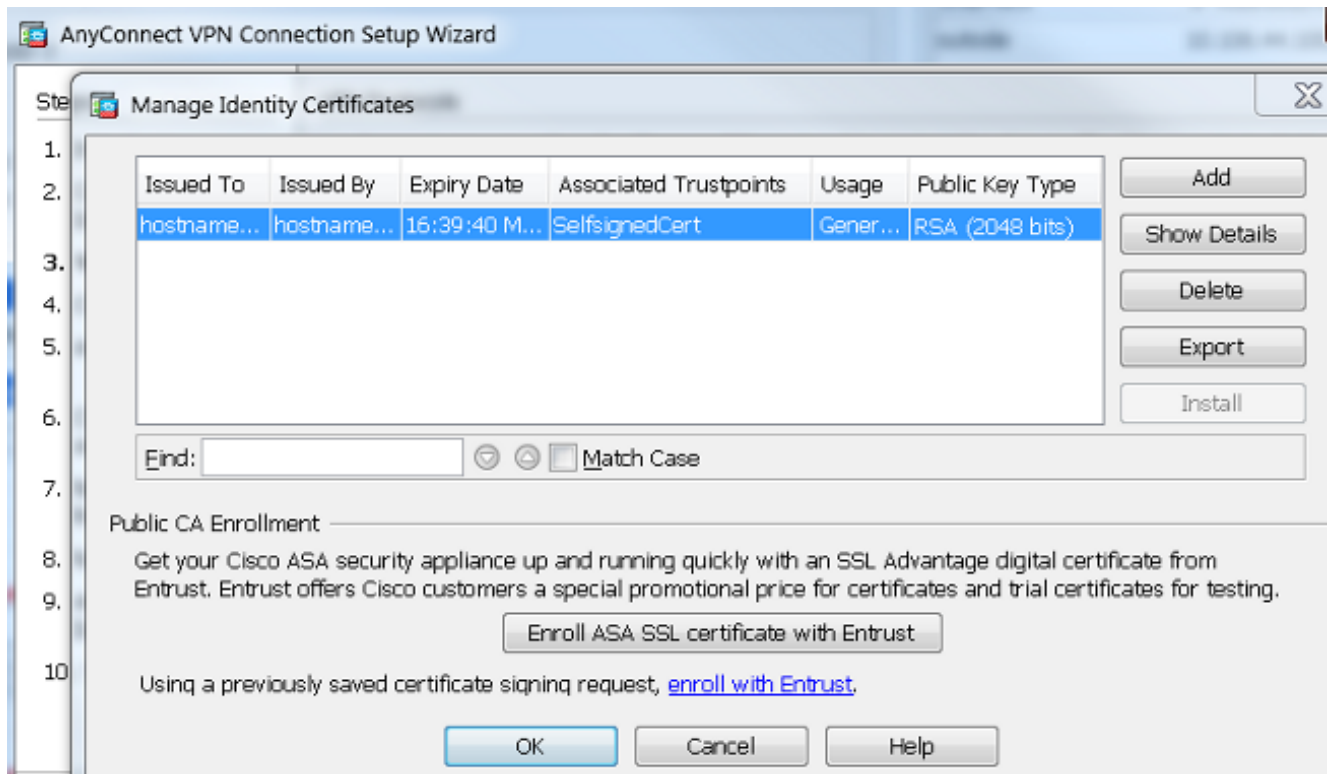 AnyConnect VPN Connection Setup Wizard
Ste
Manage Identity Certificates
1.
2.
3.
4.
5.
6.
7.
8.
9.
10
Issued To Issued By Expiry Date Associated Trustpoints Usage Public Key Type
hostname... hostname... 16:39:40 M... SelfsignedCert Gener... RSA (2048 bits)
Add
Show Details
Delete
Export
Install
Find: Match Case
Public CA Enrollment
Get your Cisco ASA security appliance up and running quickly with an SSL Advantage digital certificate from
Entrust. Entrust offers Cisco customers a special promotional price for certificates and trial certificates for testing.
Enroll ASA SSL certificate with Entrust
Using a previously saved certificate signing request, enroll with Entrust.
OK Cancel Help